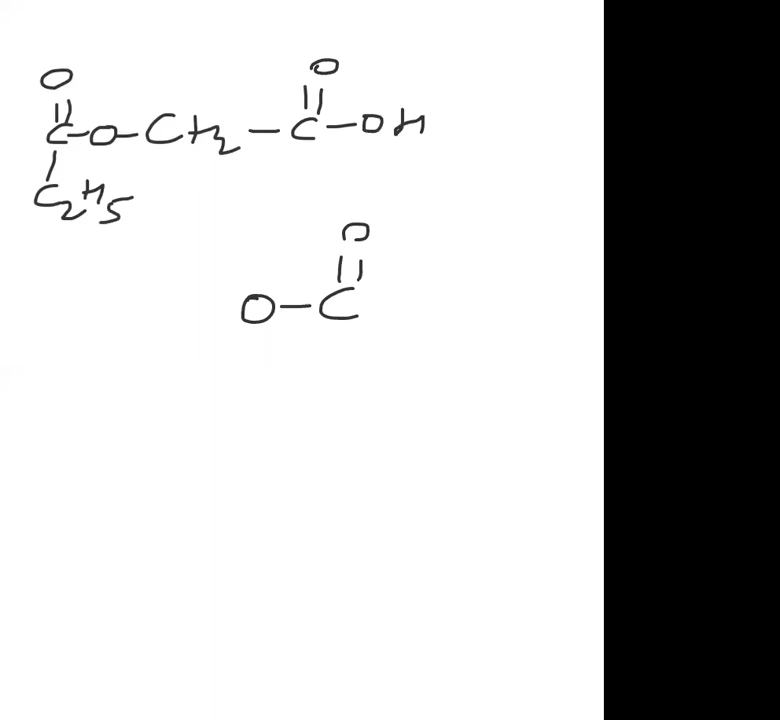 O O
|| ||
C-O-CH2-C-OH
|
C2H5
O
||
O-C